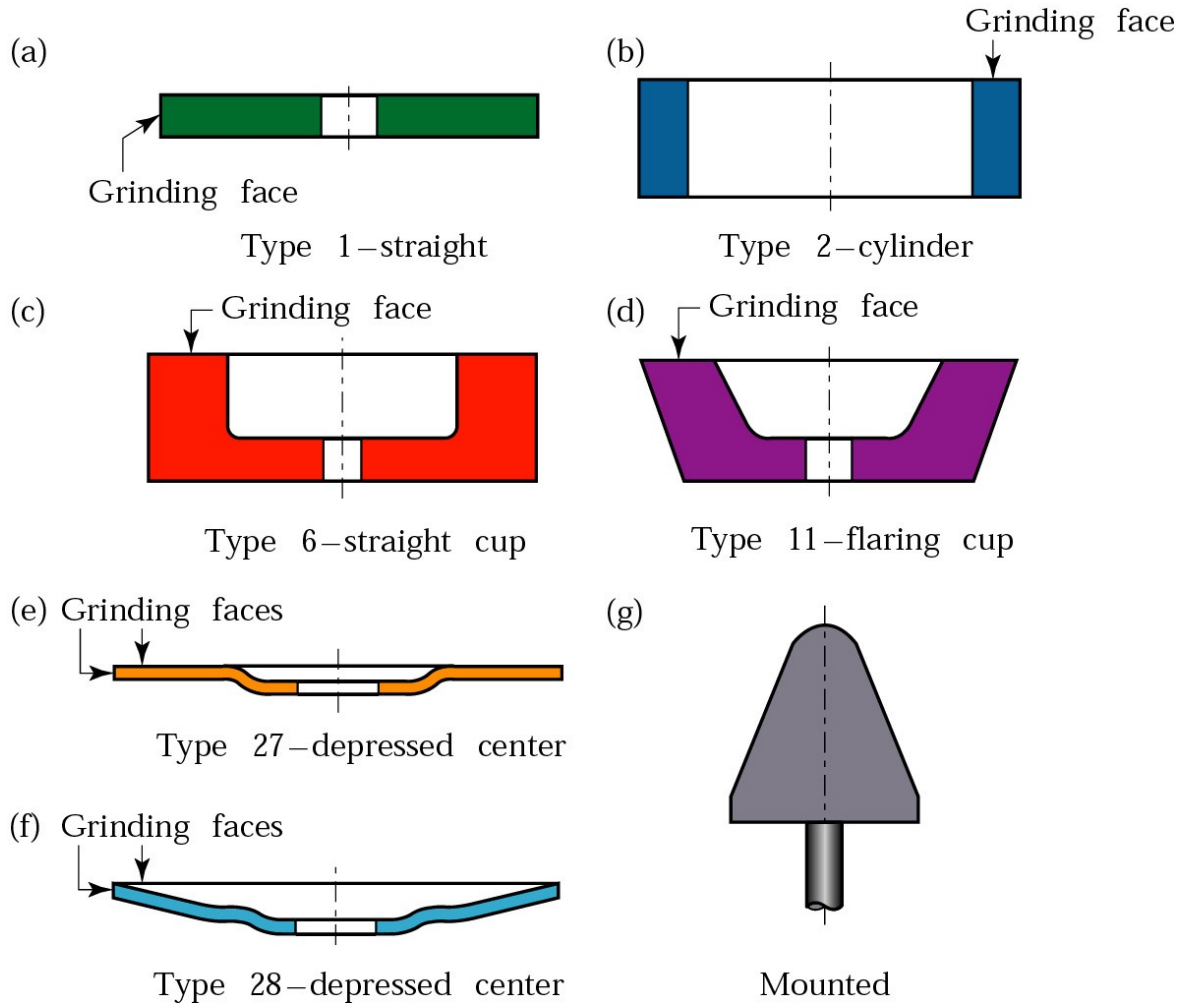 (a)
Grinding face
Type 1–straight
(b)
Grinding face
Type 2–cylinder
(c)
Grinding face
Type 6–straight cup
(d)
Grinding face
Type 11–flaring cup
(e) Grinding faces
Type 27–depressed center
(f) Grinding faces
Type 28–depressed center
(g)
Mounted